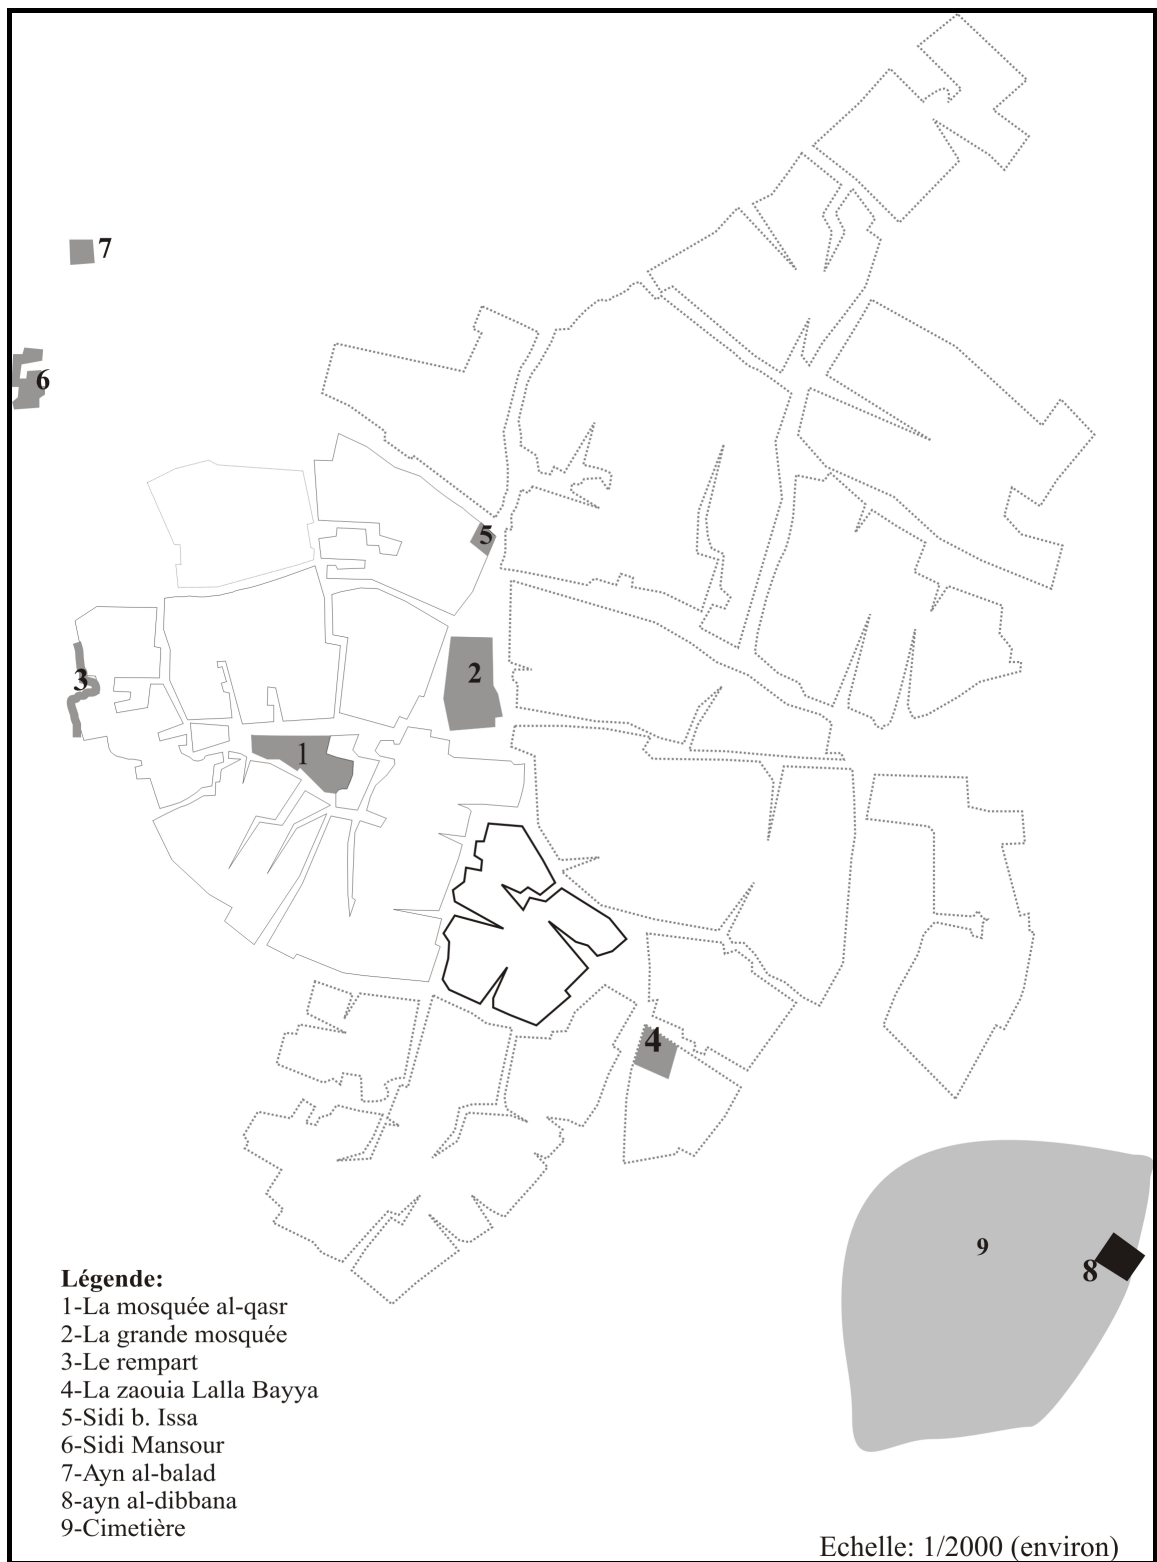 7
6
5
3
2
1
4
9
8
Légende:
1-La mosquée al-qasr
2-La grande mosquée
3-Le rempart
4-La zaouia Lalla Bayya
5-Sidi b. Issa
6-Sidi Mansour
7-Ayn al-balad
8-ayn al-dibbana
9-Cimetière
Echelle: 1/2000 (environ)